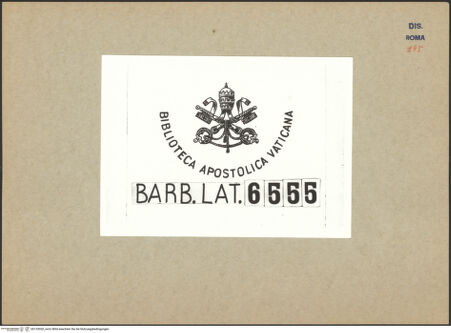 DIS.
ROMA
BIBLIOTECA APOSTOLICA VATICANA
BARB. LAT. 6555